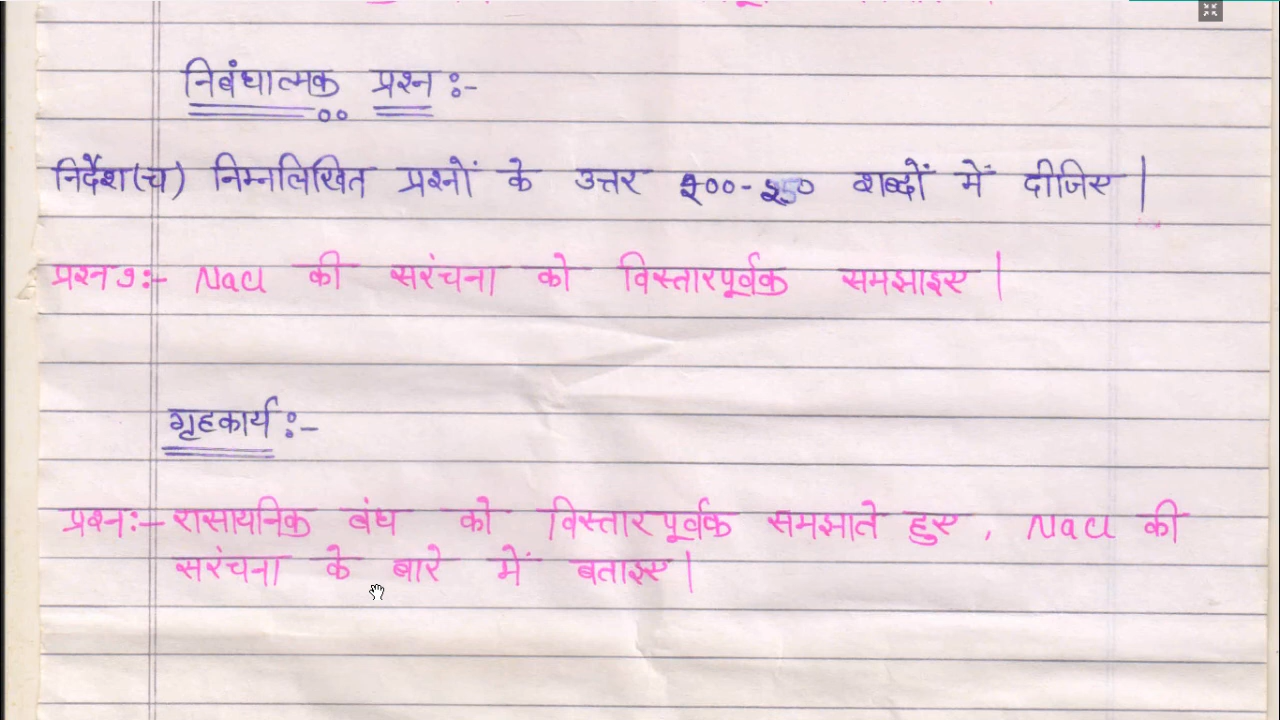 निबंधात्मक प्रश्न :-
निर्देश(च) निम्नलिखित प्रश्नों के उत्तर २००-२५० शब्दों में दीजिए |
प्रश्न १:- NaCl की सरंचना को विस्तारपूर्वक समझाइए |
गृहकार्य :-
प्रश्न:- रासायनिक बंध को विस्तारपूर्वक समझाते हुए , NaCl की
सरंचना के बारे में बताइए |